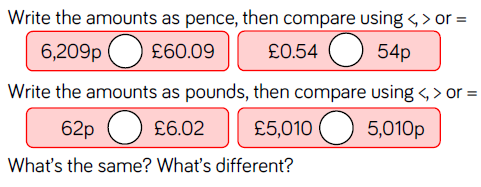 Write the amounts as pence, then compare using <, > or =
6,209p £60.09 £0.54 54p
Write the amounts as pounds, then compare using <, > or =
62p £6.02 £5,010 5,010p
What's the same? What's different?